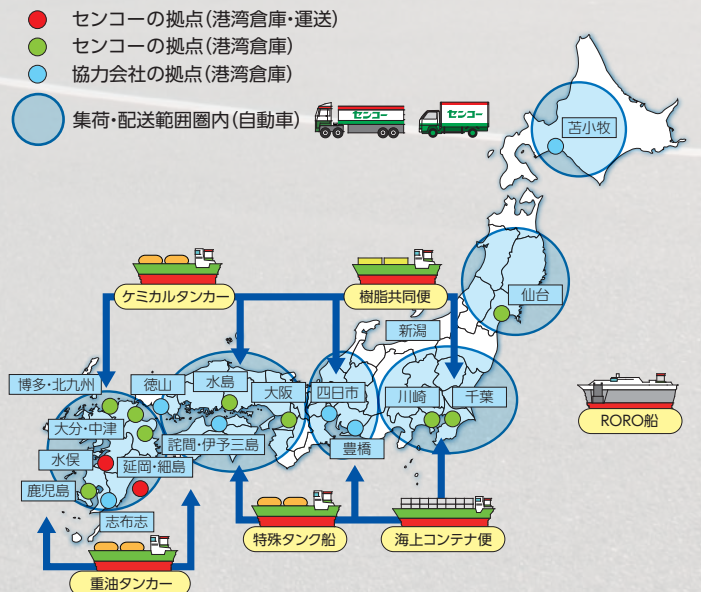 センコーの拠点(港湾倉庫・運送)
センコーの拠点(港湾倉庫)
協力会社の拠点(港湾倉庫)
集荷・配送範囲圏内(自動車)
センコー
センコー
苫小牧
ケミカルタンカー
樹脂共同便
仙台
新潟
博多・北九州
徳山
水島
大阪
四日市
川崎
千葉
RORO船
大分・中津
詫間・伊予三島
豊橋
水俣
延岡・細島
鹿児島
志布志
特殊タンク船
海上コンテナ便
重油タンカー